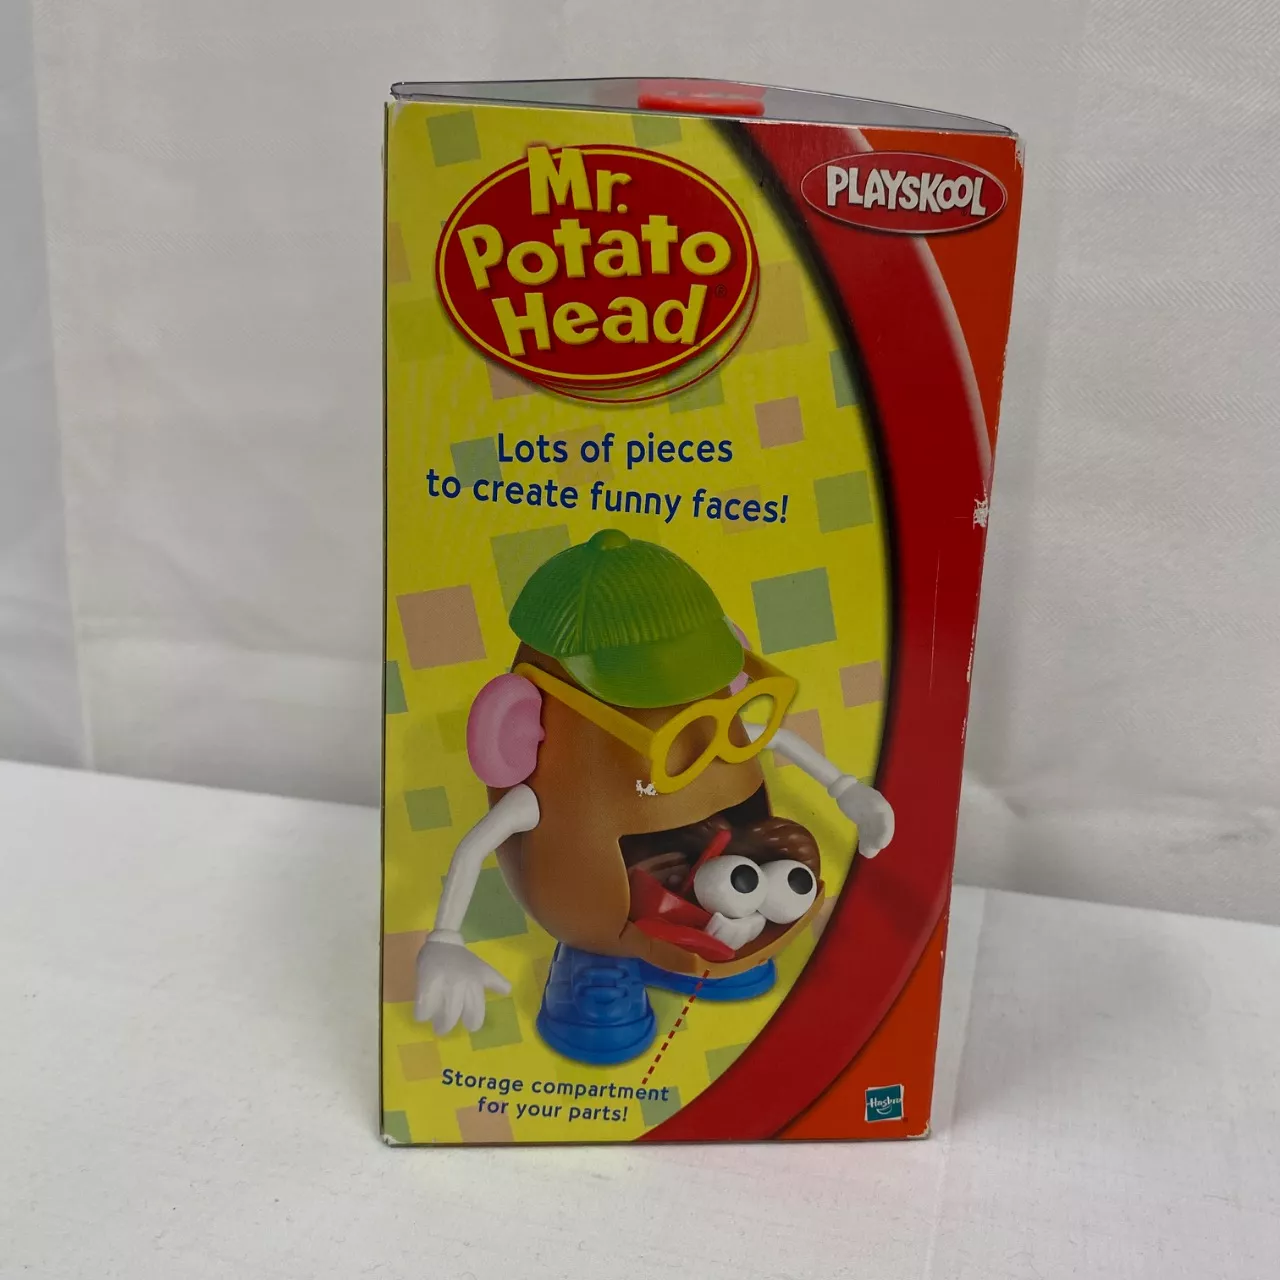 Mr.
Potato
Head®
PLAYSKOOL
Lots of pieces
to create funny faces!
Storage compartment
for your parts!
Hasbro